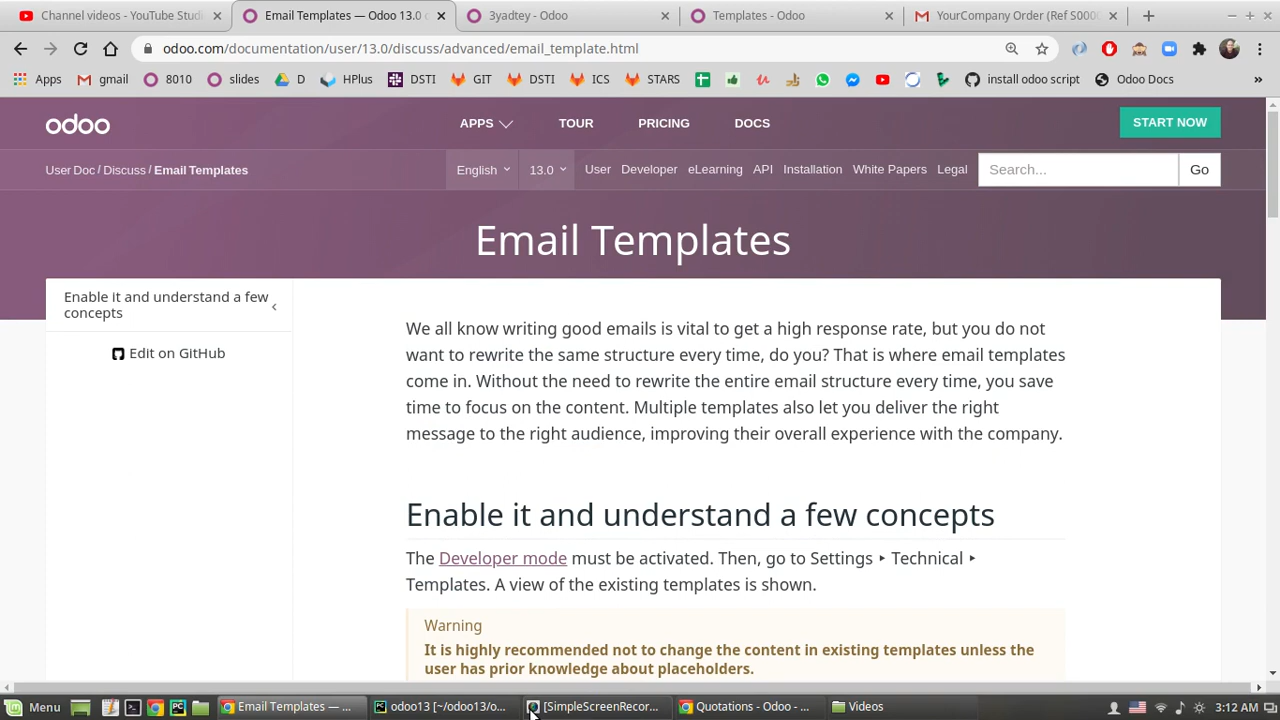 Channel videos - YouTube Studi
Email Templates — Odoo 13.0 d
3yadtey - Odoo
Templates - Odoo
YourCompany Order (Ref S000
odoo.com/documentation/user/13.0/discuss/advanced/email_template.html
Apps
gmail
8010
slides
D
HPlus
DSTI
GIT
DSTI
ICS
STARS
install odoo script
Odoo Docs
»
odoo
APPS
TOUR
PRICING
DOCS
START NOW
User Doc / Discuss / Email Templates
English
13.0
User
Developer
eLearning
API
Installation
White Papers
Legal
Search...
Go
Email Templates
Enable it and understand a few
concepts
Edit on GitHub
We all know writing good emails is vital to get a high response rate, but you do not
want to rewrite the same structure every time, do you? That is where email templates
come in. Without the need to rewrite the entire email structure every time, you save
time to focus on the content. Multiple templates also let you deliver the right
message to the right audience, improving their overall experience with the company.
Enable it and understand a few concepts
The Developer mode must be activated. Then, go to Settings ‣ Technical ‣
Templates. A view of the existing templates is shown.
Warning
It is highly recommended not to change the content in existing templates unless the
user has prior knowledge about placeholders.
Menu
Email Templates — ...
odoo13 [~/odoo13/o...
[SimpleScreenRecor...
Quotations - Odoo - ...
Videos
3:12 AM